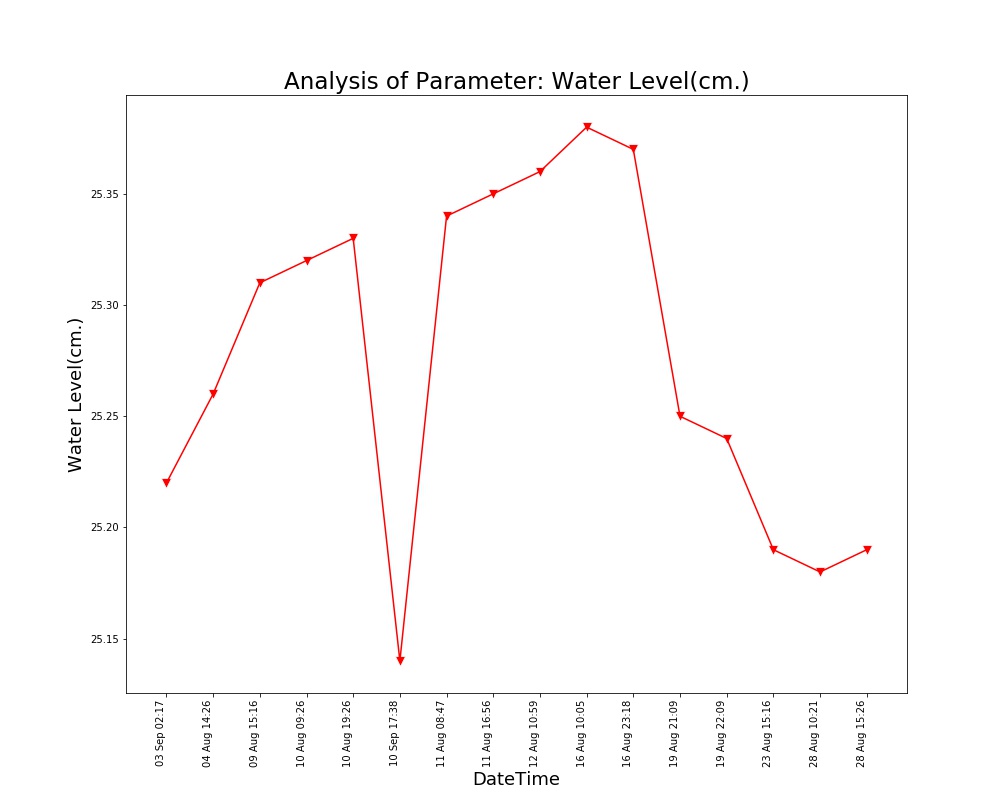 Analysis of Parameter: Water Level(cm.)
Water Level(cm.)
25.35
25.30
25.25
25.20
25.15
03 Sep 02:17
04 Aug 14:26
09 Aug 15:16
10 Aug 09:26
10 Aug 19:26
10 Sep 17:38
11 Aug 08:47
11 Aug 16:56
12 Aug 10:59
16 Aug 10:05
16 Aug 23:18
19 Aug 21:09
19 Aug 22:09
23 Aug 15:16
28 Aug 10:21
28 Aug 15:26
DateTime